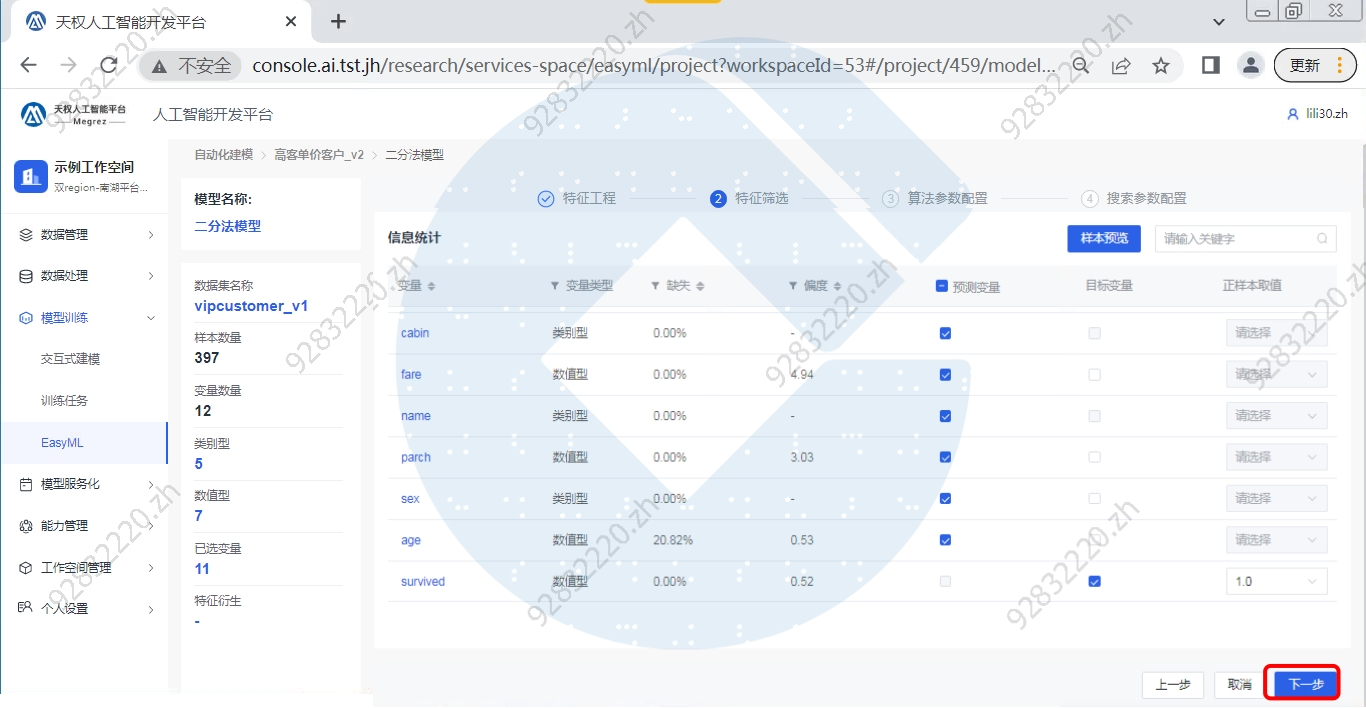 天权人工智能开发平台
不安全 console.ai.tst.jh/research/services-space/easyml/project?workspaceId=53#/project/459/model... 更新
天权人工智能平台
Megrez
人工智能开发平台
lili30.zh
示例工作空间
双region-南湖平台...
数据管理
数据处理
模型训练
交互式建模
训练任务
EasyML
模型服务化
能力管理
工作空间管理
个人设置
自动化建模 > 高客单价客户_v2 > 二分法模型
模型名称:
二分法模型
数据集名称
vipcustomer_v1
样本数量
397
变量数量
12
类别型
5
数值型
7
已选变量
11
特征衍生
-
特征工程 2 特征筛选 3 算法参数配置 4 搜索参数配置
信息统计 样本预览 请输入关键字
变量 变量类型 缺失 偏度 预测变量 目标变量 正样本取值
cabin 类别型 0.00% - 请选择
fare 数值型 0.00% 4.94 请选择
name 类别型 0.00% - 请选择
parch 数值型 0.00% 3.03 请选择
sex 类别型 0.00% - 请选择
age 数值型 20.82% 0.53 请选择
survived 数值型 0.00% 0.52 1.0
上一步 取消 下一步
92832220.zh
92832220.zh
92832220.zh
92832220.zh
92832220.zh
92832220.zh
92832220.zh
92832220.zh
92832220.zh